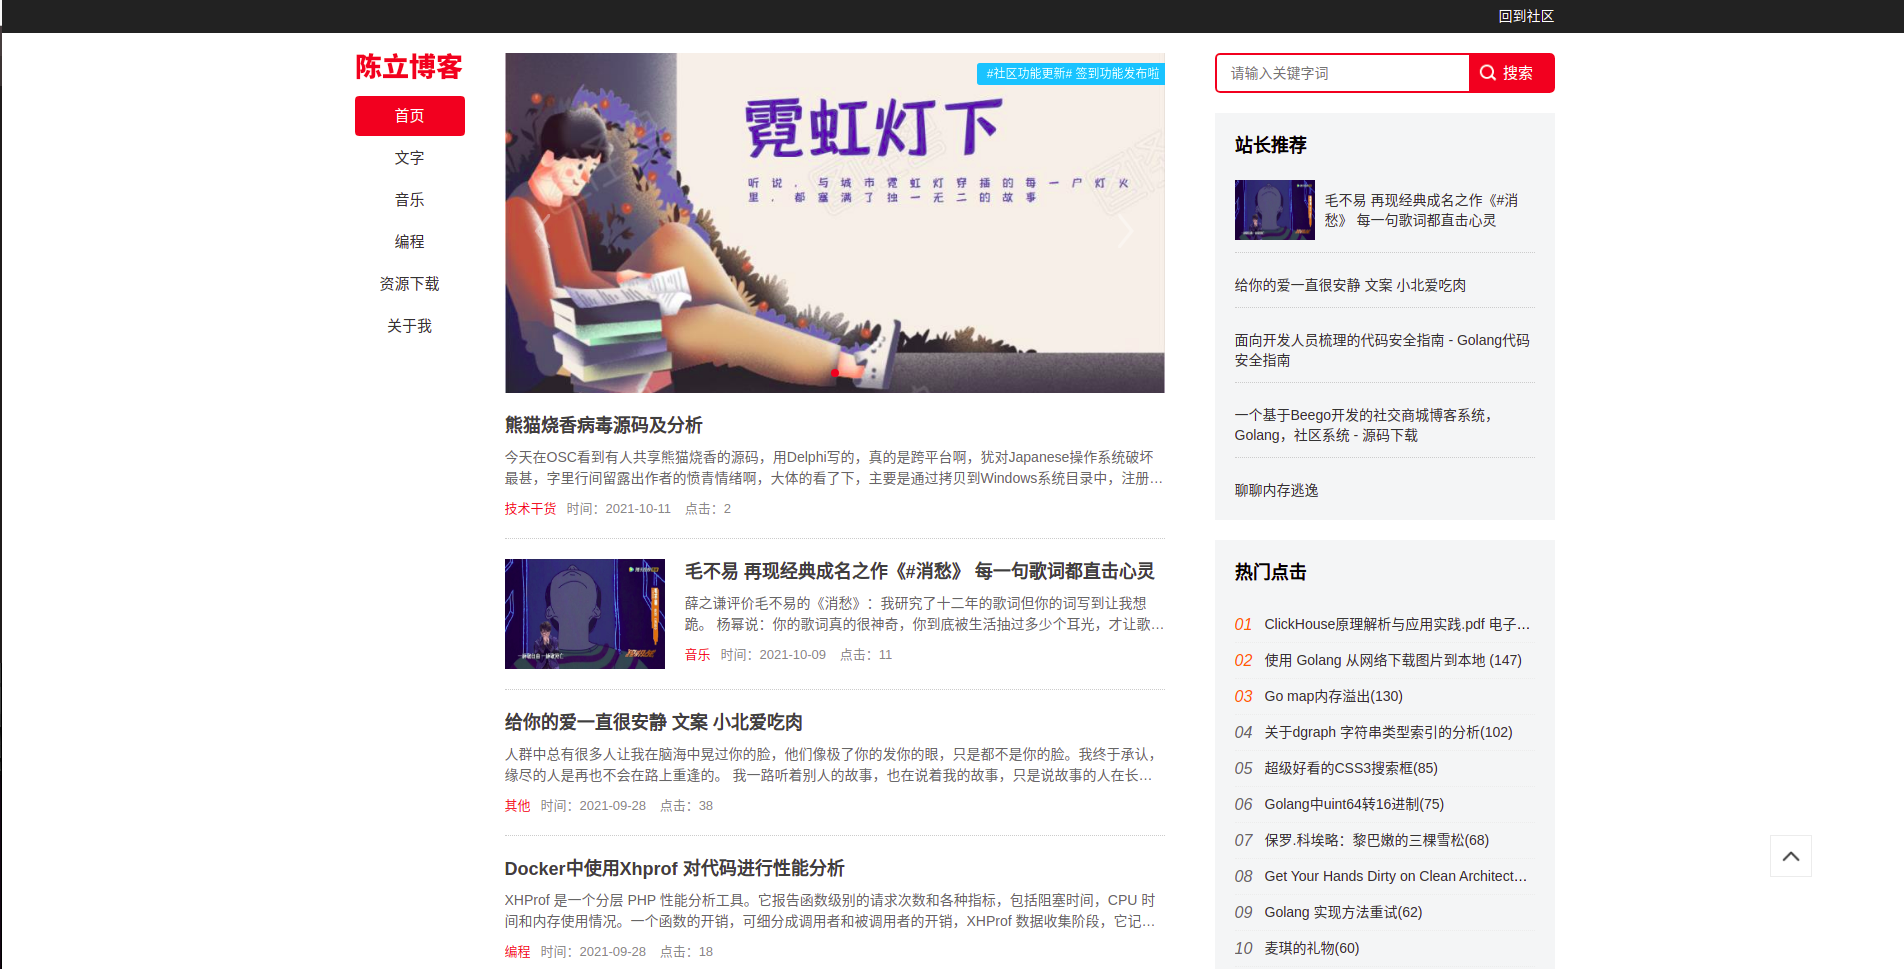 回到社区
陈立博客
首页
文字
音乐
编程
资源下载
关于我
#社区功能更新# 签到功能发布啦
霓虹灯下
听说，与城市霓虹灯穿插的每一户灯火
里，都塞满了独一无二的故事
熊猫烧香病毒源码及分析
今天在OSC看到有人共享熊猫烧香的源码，用Delphi写的，真的是跨平台啊，犹对Japanese操作系统破坏
最甚，字里行间留露出作者的愤青情绪啊，大体的看了下，主要是通过拷贝到Windows系统目录中，注册…
技术干货 时间：2021-10-11 点击：2
毛不易 再现经典成名之作《#消愁》 每一句歌词都直击心灵
薛之谦评价毛不易的《消愁》：我研究了十二年的歌词但你的词写到让我想
跪。 杨幂说：你的歌词真的很神奇，你到底被生活抽过多少个耳光，才让歌…
音乐 时间：2021-10-09 点击：11
给你的爱一直很安静 文案 小北爱吃肉
人群中总有很多人让我在脑海中晃过你的脸，他们像极了你的发你的眼，只是都不是你的脸。我终于承认，
缘尽的人是再也不会在路上重逢的。 我一路听着别人的故事，也在说着我的故事，只是说故事的人在长…
其他 时间：2021-09-28 点击：38
Docker中使用Xhprof 对代码进行性能分析
XHProf 是一个分层 PHP 性能分析工具。它报告函数级别的请求次数和各种指标，包括阻塞时间，CPU 时
间和内存使用情况。一个函数的开销，可细分成调用者和被调用者的开销，XHProf 数据收集阶段，它记…
编程 时间：2021-09-28 点击：18
请输入关键字词
搜索
站长推荐
毛不易 再现经典成名之作《#消
愁》 每一句歌词都直击心灵
给你的爱一直很安静 文案 小北爱吃肉
面向开发人员梳理的代码安全指南 - Golang代码
安全指南
一个基于Beego开发的社交商城博客系统，
Golang，社区系统 - 源码下载
聊聊内存逃逸
热门点击
01 ClickHouse原理解析与应用实践.pdf 电子…
02 使用 Golang 从网络下载图片到本地 (147)
03 Go map内存溢出(130)
04 关于dgraph 字符串类型索引的分析(102)
05 超级好看的CSS3搜索框(85)
06 Golang中uint64转16进制(75)
07 保罗.科埃略：黎巴嫩的三棵雪松(68)
08 Get Your Hands Dirty on Clean Architect…
09 Golang 实现方法重试(62)
10 麦琪的礼物(60)